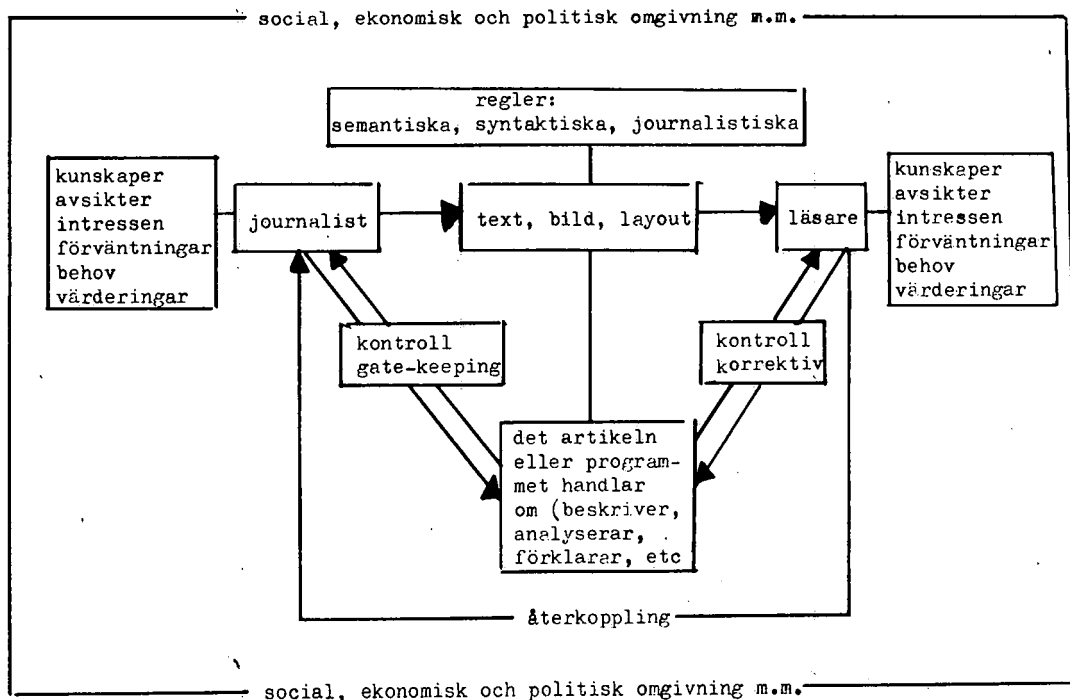 social, ekonomisk och politisk omgivning m.m.
regler:
semantiska, syntaktiska, journalistiska
kunskaper
avsikter
intressen
förväntningar
behov
värderingar
journalist
text, bild, layout
läsare
kunskaper
avsikter
intressen
förväntningar
behov
värderingar
kontroll
gate-keeping
kontroll
korrektiv
det artikeln
eller program-
met handlar
om (beskriver,
analyserar,
förklarar, etc
återkoppling
social, ekonomisk och politisk omgivning m.m.